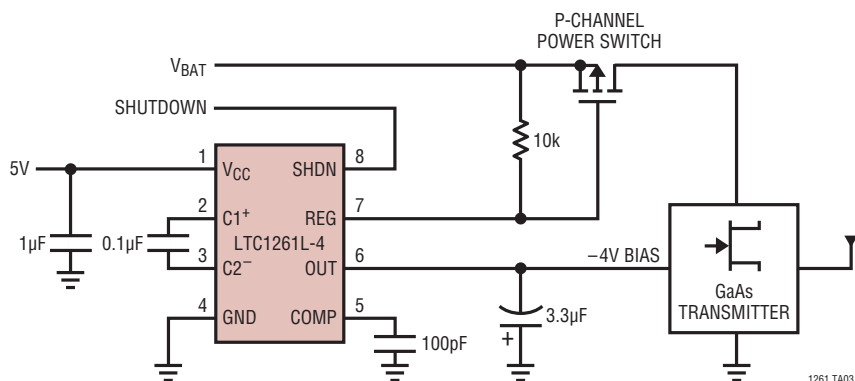 P-CHANNEL
POWER SWITCH
VBAT
SHUTDOWN
10k
5V
1
VCC
SHDN
8
2
C1+
REG
7
1µF
0.1µF
LTC1261L-4
3
C2−
OUT
6
−4V BIAS
4
GND
COMP
5
3.3µF
+
100pF
GaAs
TRANSMITTER
1261 TA03